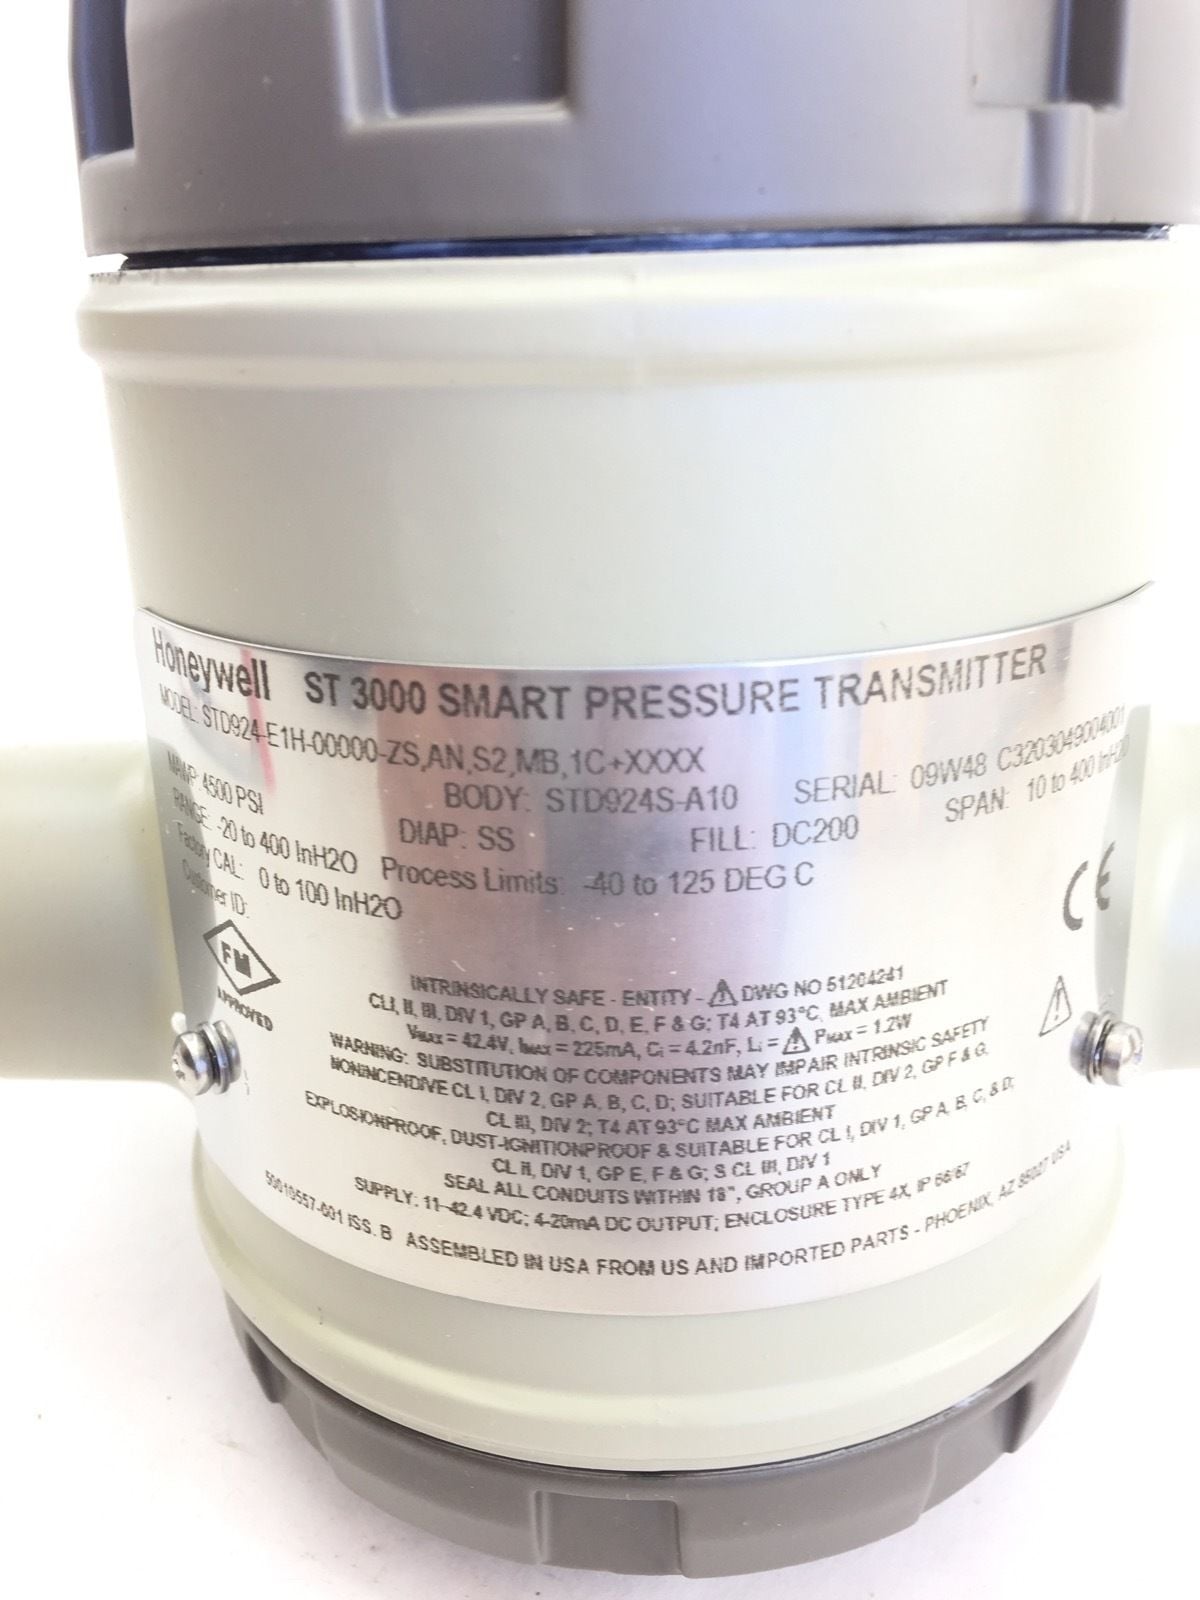 Honeywell ST 3000 SMART PRESSURE TRANSMITTER
MODEL: STD924-E1H-00000-ZS,AN,S2,MB,1C+XXXX
MAWP: 4500 PSI BODY: STD924S-A10 SERIAL: 09W48 C3203049004001
RANGE: -20 to 400 InH2O DIAP: SS FILL: DC200 SPAN: 10 to 400 InH2O
Factory CAL: 0 to 100 InH2O Process Limits: -40 to 125 DEG C
Customer ID:
FM
APPROVED
CE
INTRINSICALLY SAFE - ENTITY - ⚠ DWG NO 51204241
CLI, II, III, DIV 1, GP A, B, C, D, E, F & G; T4 AT 93°C, MAX AMBIENT
VMAX = 42.4V, IMAX = 225mA, Ci = 4.2nF, Li = ⚠ PMAX = 1.2W
WARNING: SUBSTITUTION OF COMPONENTS MAY IMPAIR INTRINSIC SAFETY
NONINCENDIVE CL I, DIV 2, GP A, B, C, D; SUITABLE FOR CL II, DIV 2, GP F & G,
CL III, DIV 2; T4 AT 93°C MAX AMBIENT
EXPLOSIONPROOF, DUST-IGNITIONPROOF & SUITABLE FOR CL I, DIV 1, GP A, B, C, & D;
CL II, DIV 1, GP E, F & G; S CL III, DIV 1
SEAL ALL CONDUITS WITHIN 18", GROUP A ONLY
SUPPLY: 11-42.4 VDC; 4-20mA DC OUTPUT; ENCLOSURE TYPE 4X, IP 66/67
50019557-001 ISS. B ASSEMBLED IN USA FROM US AND IMPORTED PARTS - PHOENIX, AZ 85027 USA